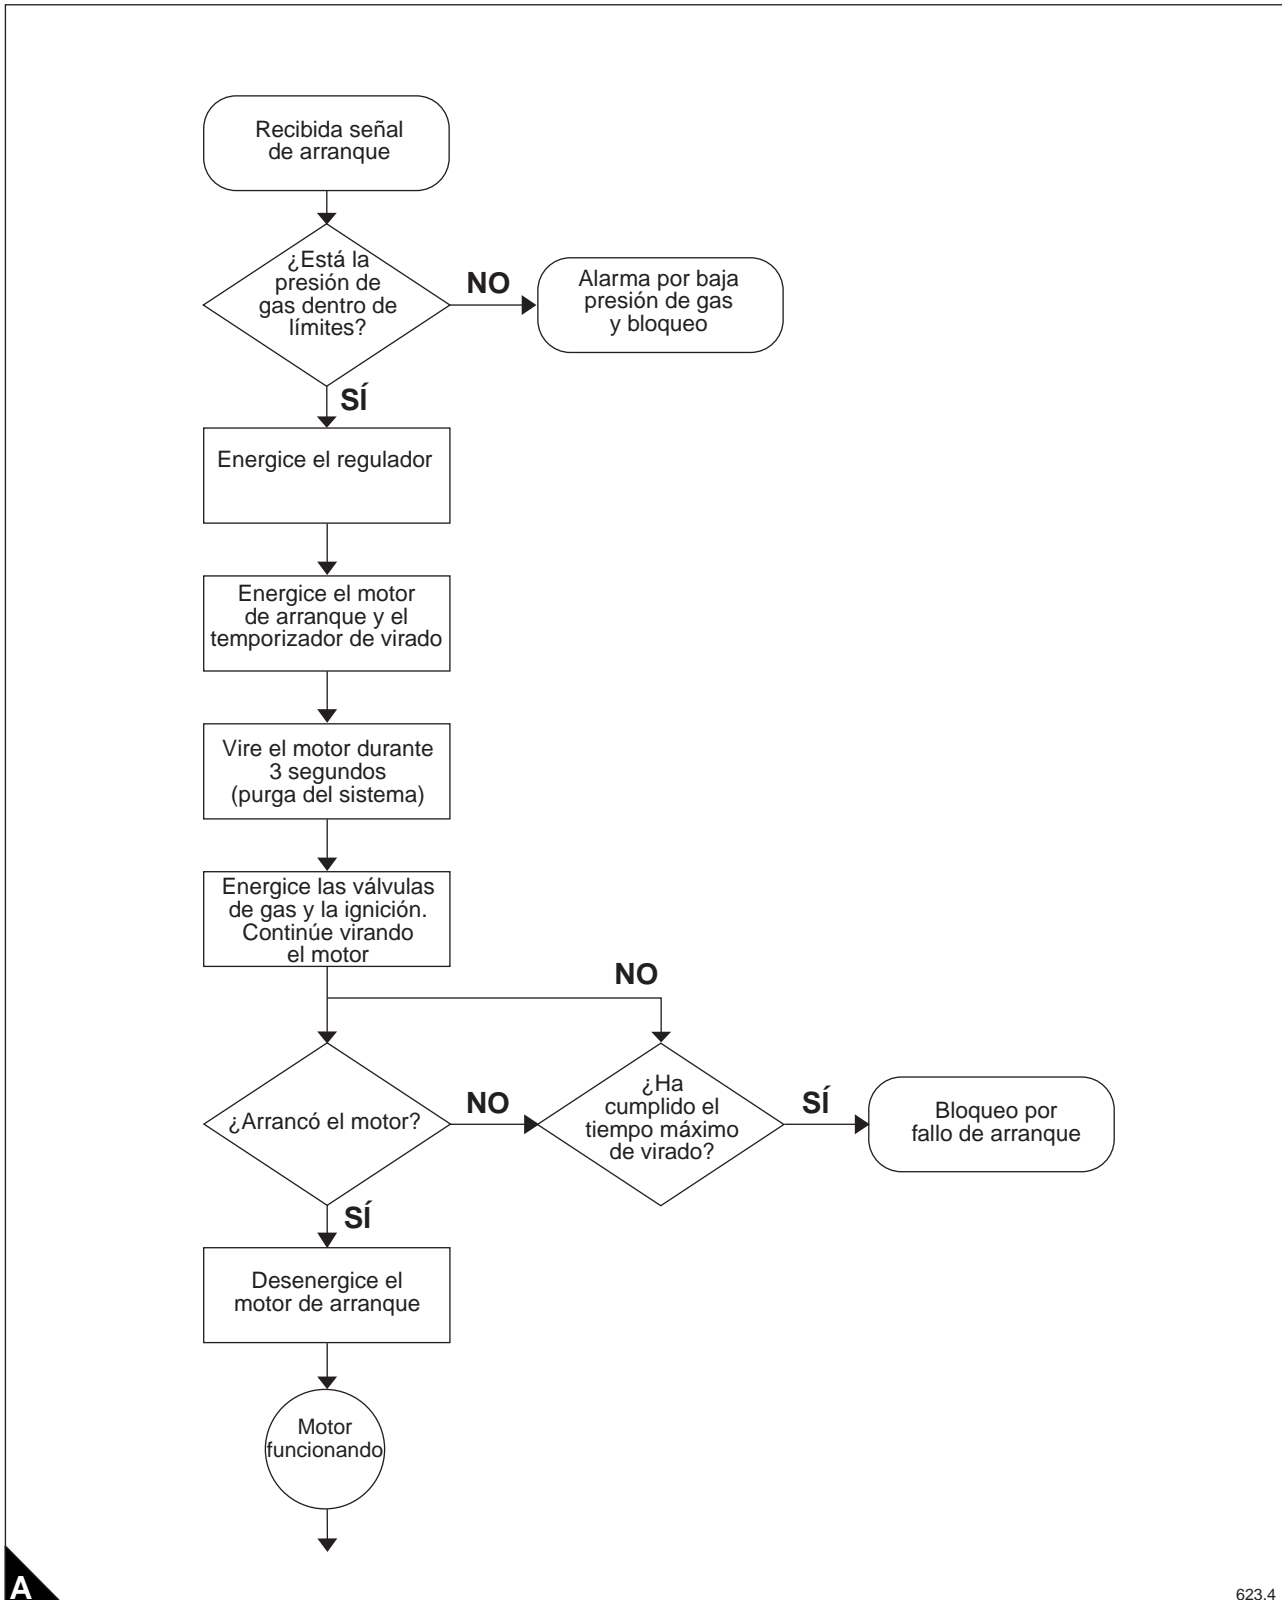 Recibida señal
de arranque
¿Está la
presión de
gas dentro de
límites?
NO
Alarma por baja
presión de gas
y bloqueo
SÍ
Energice el regulador
Energice el motor
de arranque y el
temporizador de virado
Vire el motor durante
3 segundos
(purga del sistema)
Energice las válvulas
de gas y la ignición.
Continúe virando
el motor
NO
¿Arrancó el motor?
NO
¿Ha
cumplido el
tiempo máximo
de virado?
SÍ
Bloqueo por
fallo de arranque
SÍ
Desenergice el
motor de arranque
Motor
funcionando
A
623.4